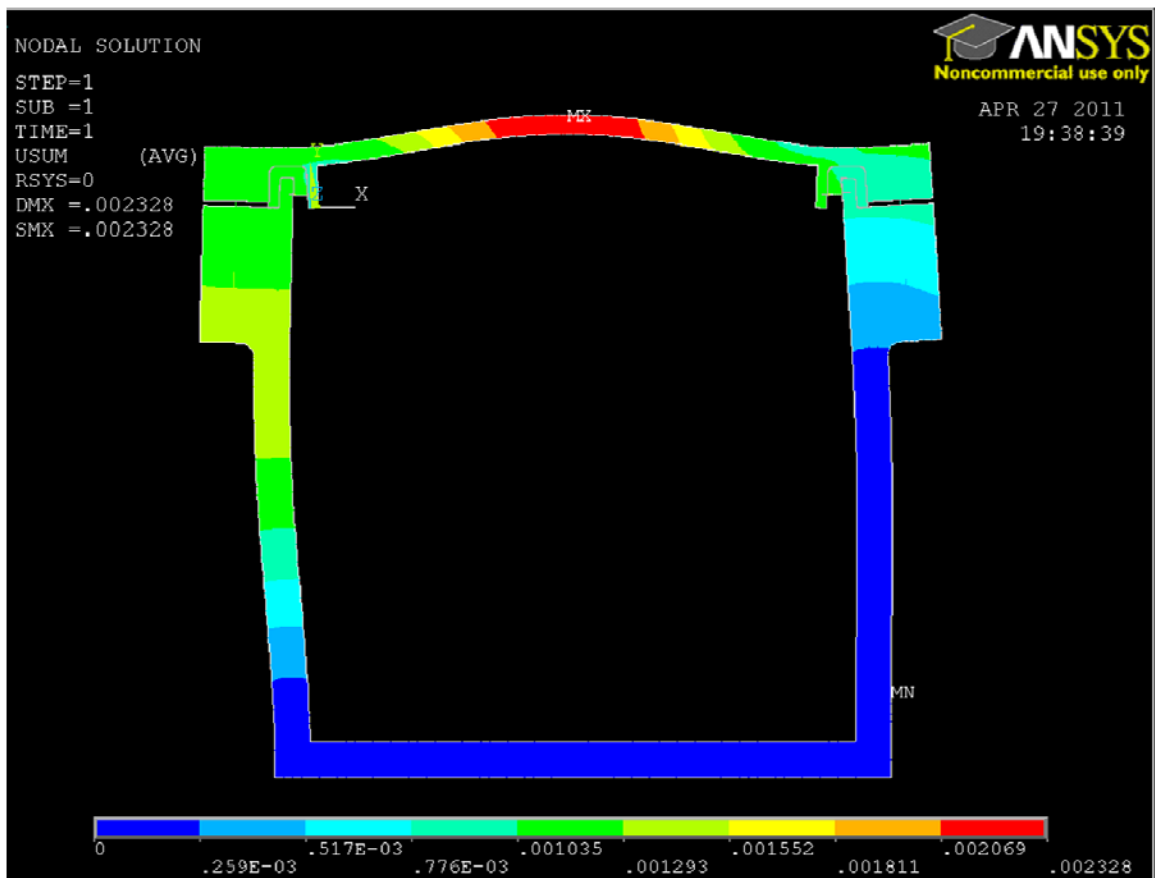 NODAL SOLUTION
STEP=1
SUB =1
TIME=1
USUM (AVG)
RSYS=0
DMX =.002328
SMX =.002328
ANSYS
Noncommercial use only
APR 27 2011
19:38:39
MX
Y
Z X
MN
0 .517E-03 .001035 .001552 .002069
.259E-03 .776E-03 .001293 .001811 .002328